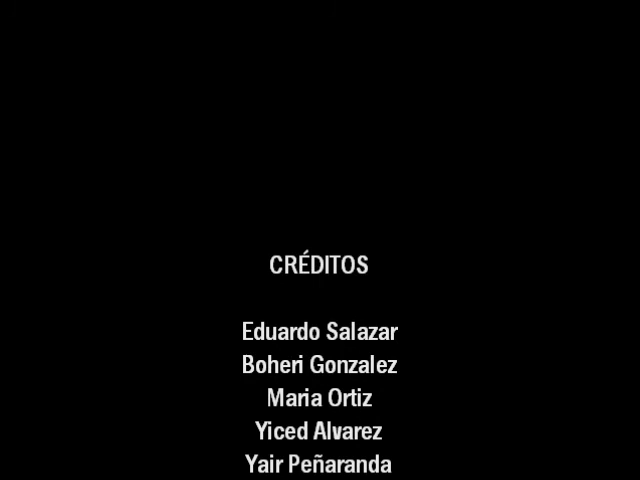 CRÉDITOS
Eduardo Salazar
Boheri Gonzalez
Maria Ortiz
Yiced Alvarez
Yair Peñaranda